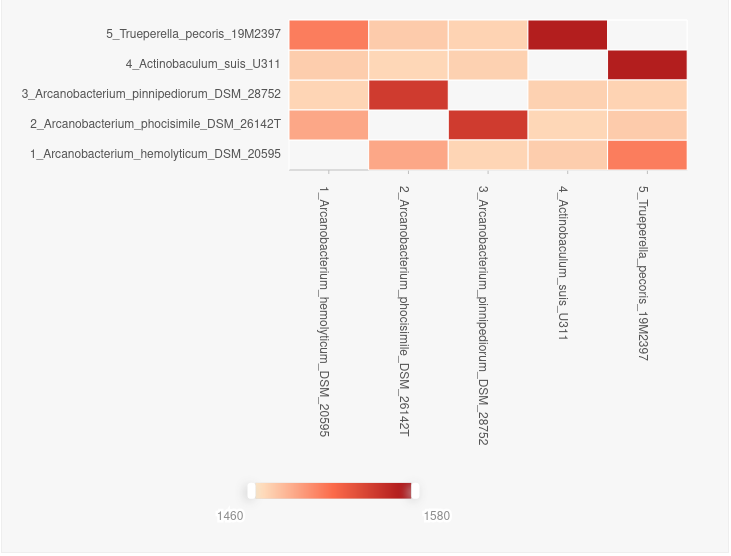 5_Trueperella_pecoris_19M2397
4_Actinobaculum_suis_U311
3_Arcanobacterium_pinnipediorum_DSM_28752
2_Arcanobacterium_phocisimile_DSM_26142T
1_Arcanobacterium_hemolyticum_DSM_20595
1_Arcanobacterium_hemolyticum_DSM_20595
2_Arcanobacterium_phocisimile_DSM_26142T
3_Arcanobacterium_pinnipediorum_DSM_28752
4_Actinobaculum_suis_U311
5_Trueperella_pecoris_19M2397
1460
1580